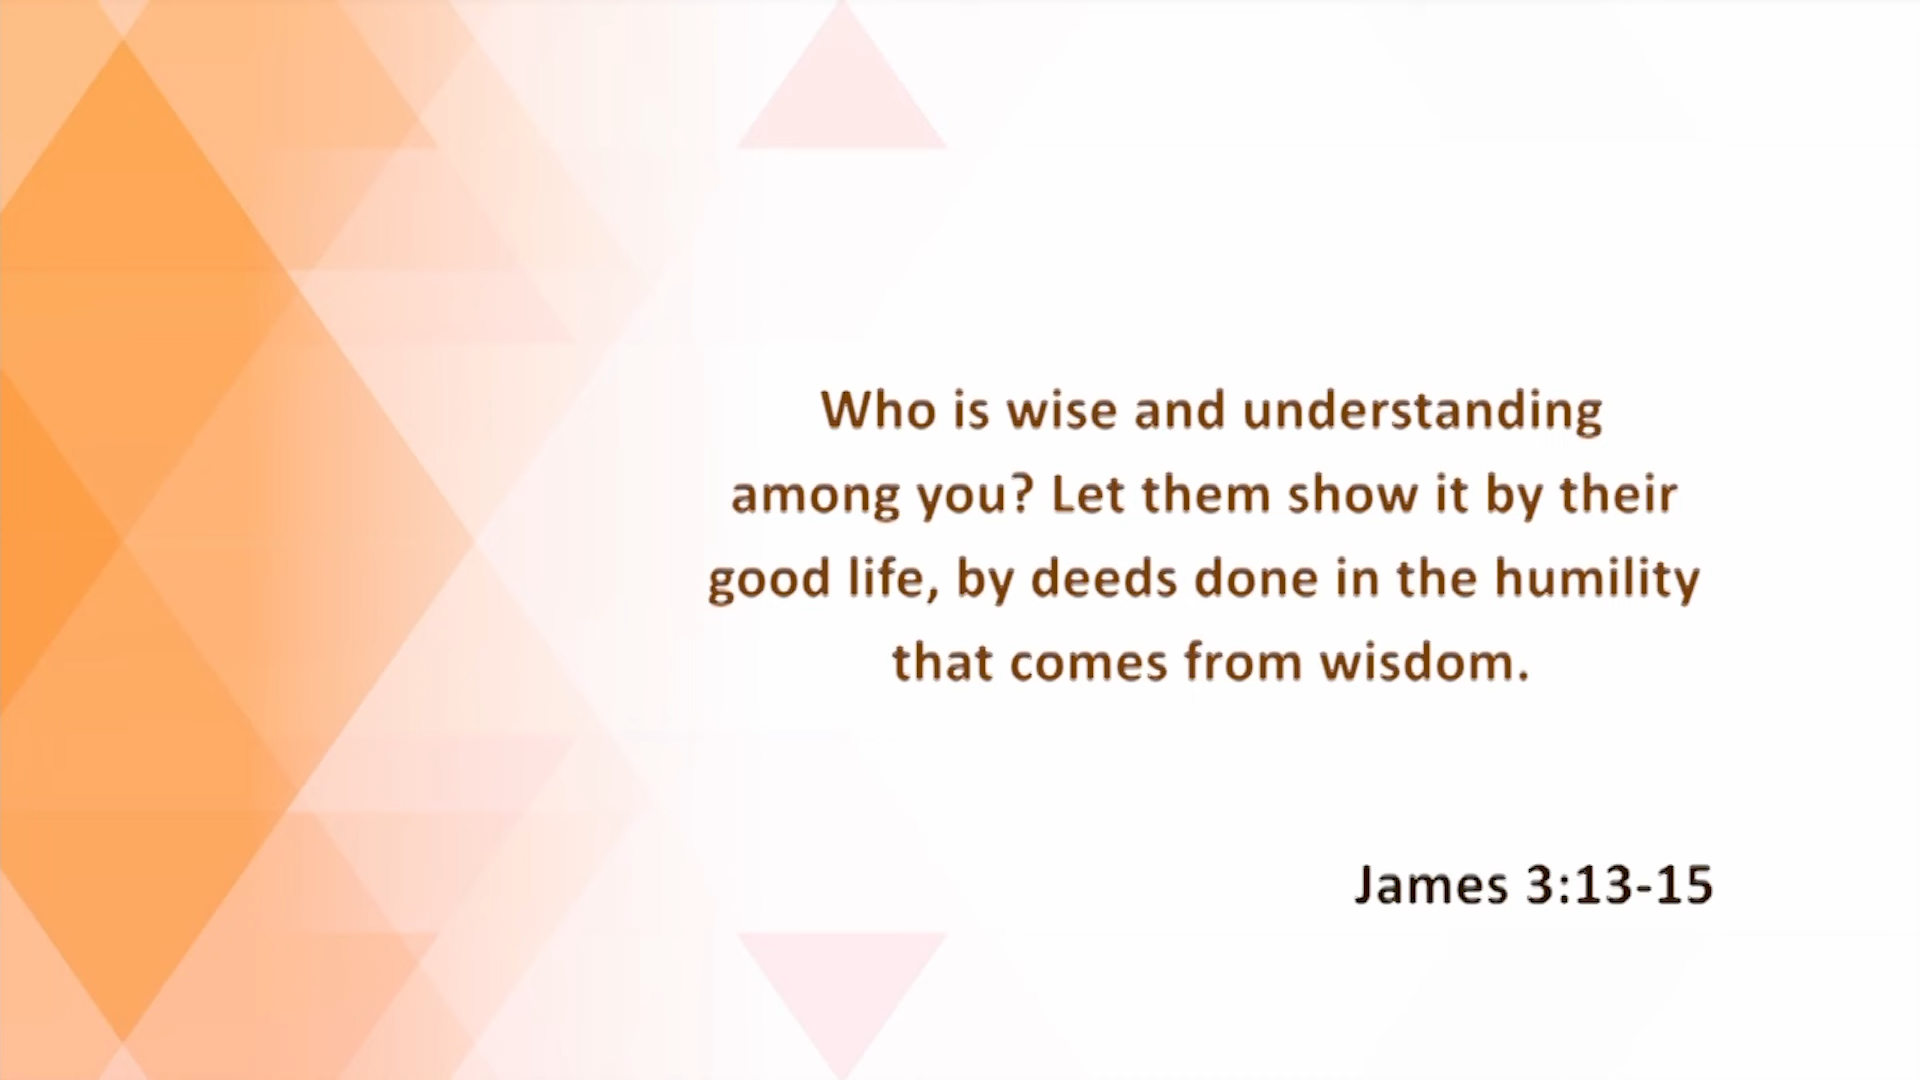 Who is wise and understanding
among you? Let them show it by their
good life, by deeds done in the humility
that comes from wisdom.
James 3:13-15